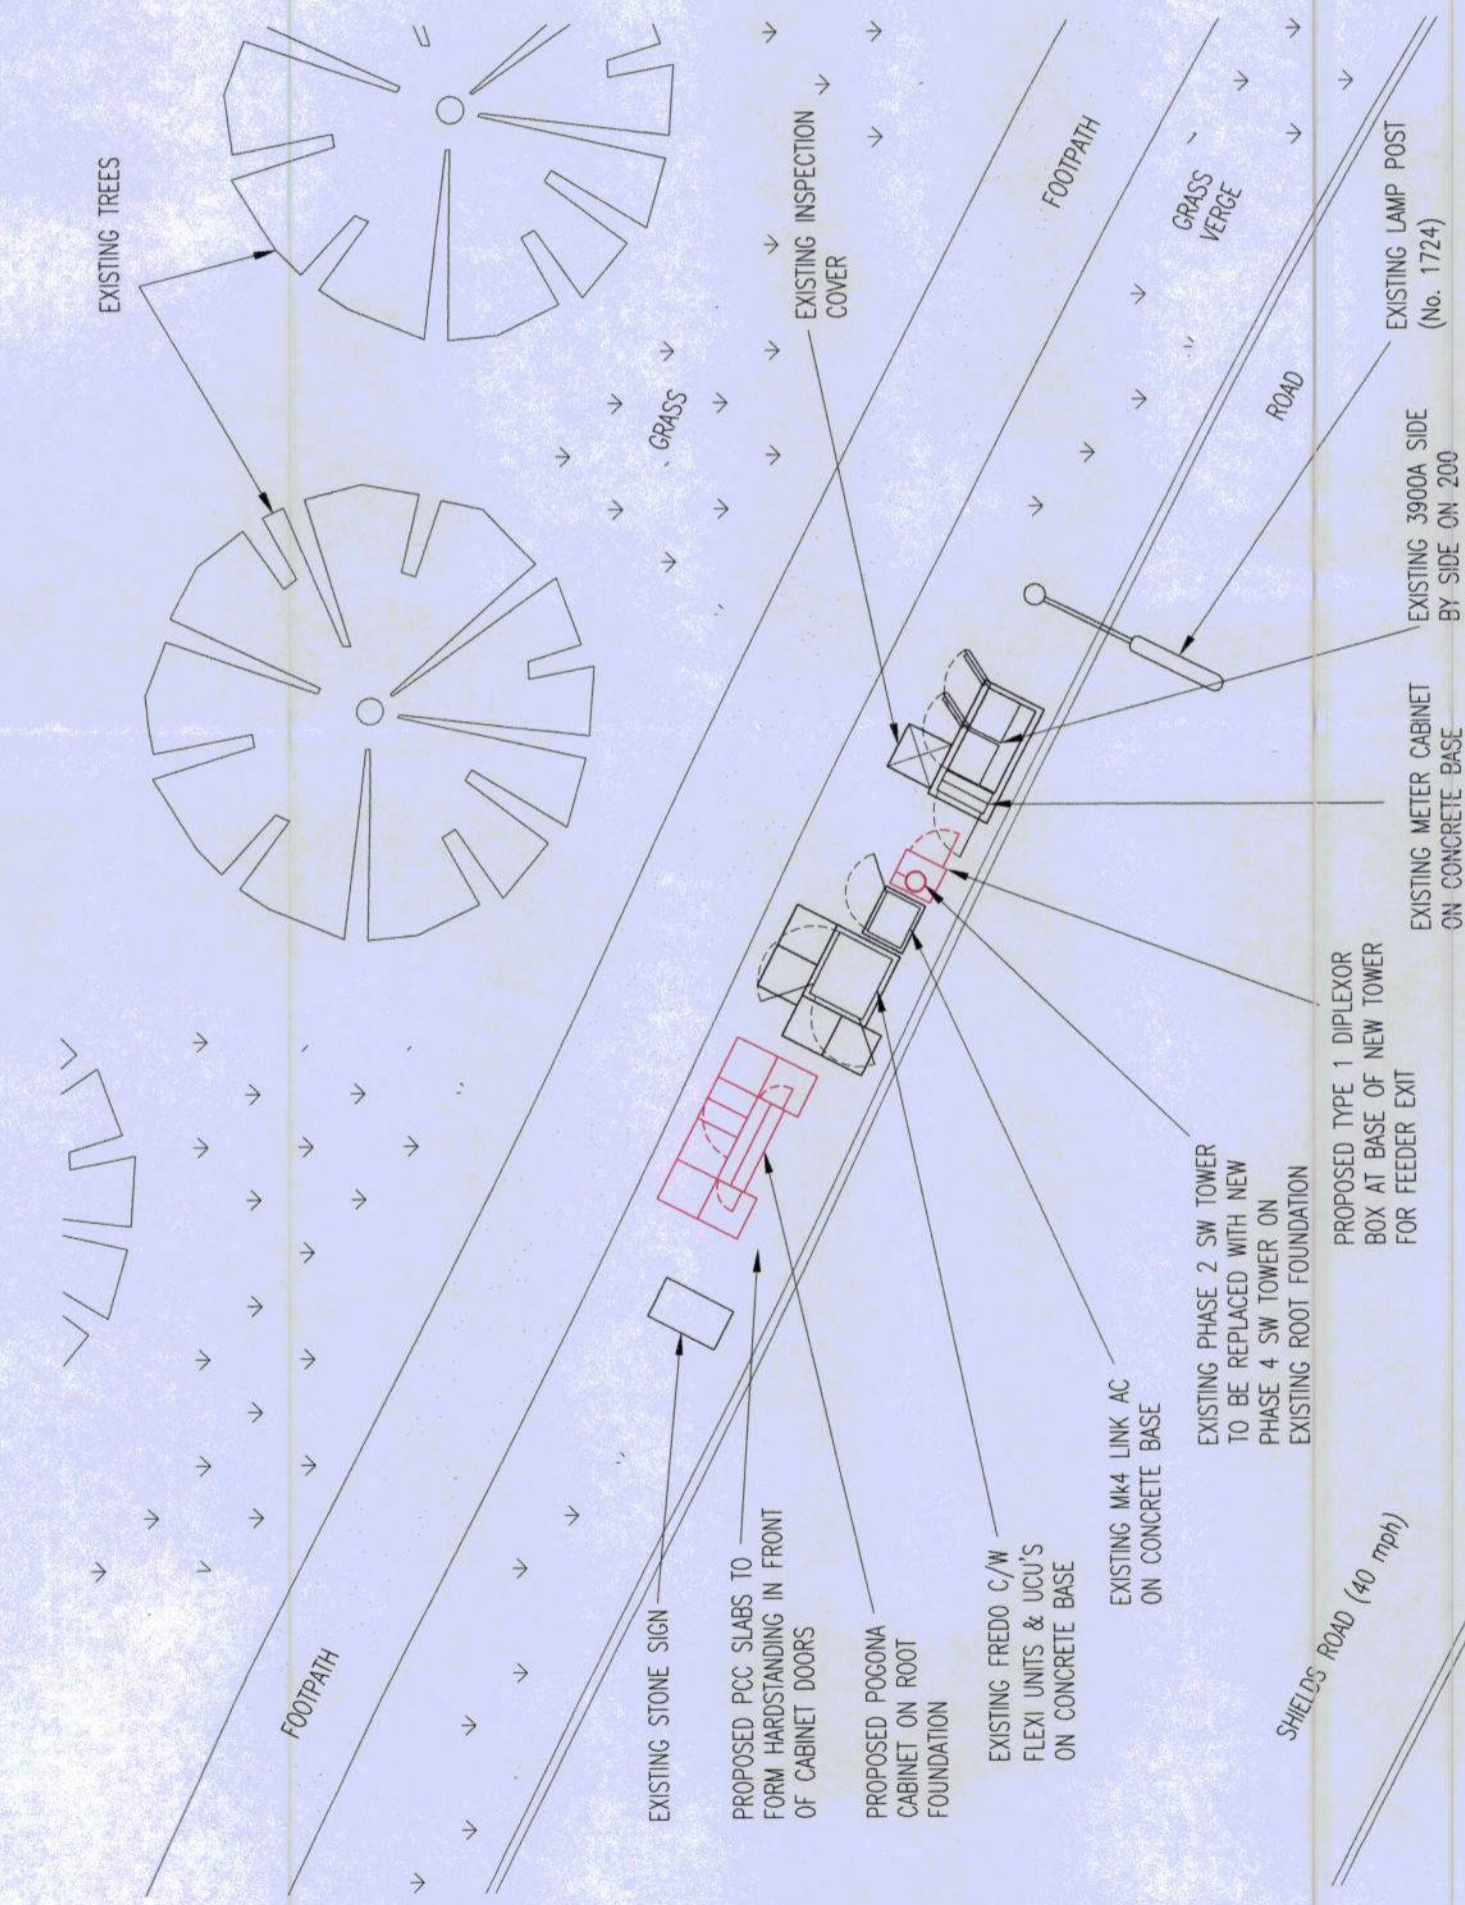 EXISTING TREES
EXISTING INSPECTION
COVER
FOOTPATH
GRASS
VERGE
GRASS
ROAD
EXISTING LAMP POST
(No. 1724)
EXISTING 3900A SIDE
BY SIDE ON 200
EXISTING METER CABINET
ON CONCRETE BASE
PROPOSED TYPE 1 DIPLEXOR
BOX AT BASE OF NEW TOWER
FOR FEEDER EXIT
EXISTING PHASE 2 SW TOWER
TO BE REPLACED WITH NEW
PHASE 4 SW TOWER ON
EXISTING ROOT FOUNDATION
EXISTING Mk4 LINK AC
ON CONCRETE BASE
EXISTING FREDO C/W
FLEXI UNITS & UCU'S
ON CONCRETE BASE
PROPOSED POGONA
CABINET ON ROOT
FOUNDATION
PROPOSED PCC SLABS TO
FORM HARDSTANDING IN FRONT
OF CABINET DOORS
EXISTING STONE SIGN
FOOTPATH
SHIELDS ROAD (40 mph)